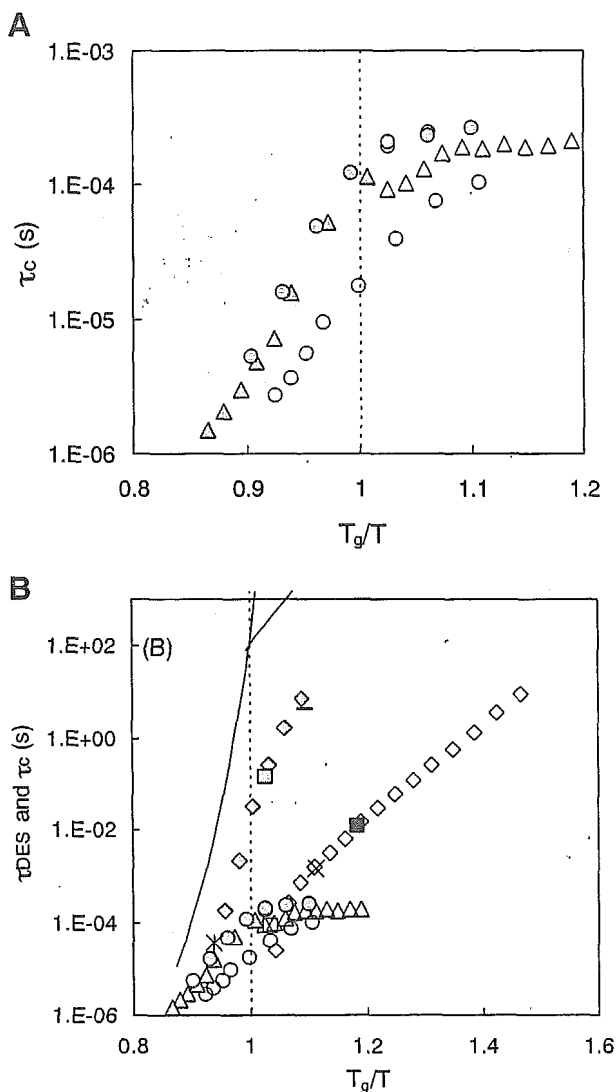 A
1.E-03
1.E-04
1.E-05
1.E-06
τc (s)
0.8 0.9 1 1.1 1.2
Tg/T
B
(B)
1.E+02
1.E+00
1.E-02
1.E-04
1.E-06
τDES and τc (s)
0.8 1 1.2 1.4 1.6
Tg/T